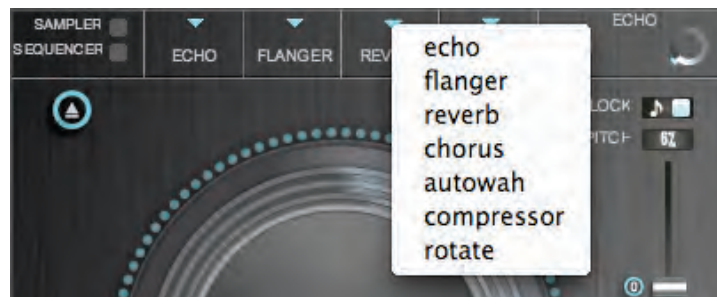 SAMPLER
SEQUENCER
ECHO
FLANGER
REV
ECHO
echo
flanger
reverb
chorus
autowah
compressor
rotate
LOCK
PITCH
6%
0